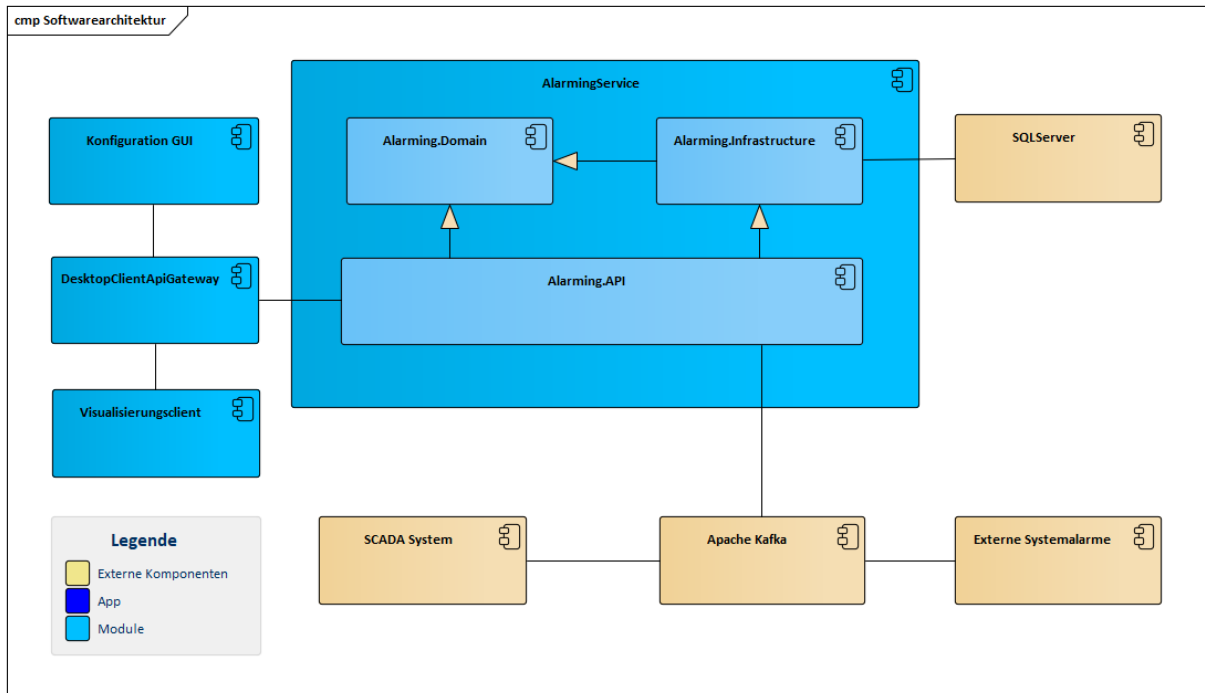 cmp Softwarearchitektur
AlarmingService
Konfiguration GUI
Alarming.Domain
Alarming.Infrastructure
SQLServer
DesktopClientApiGateway
Alarming.API
Visualisierungsclient
SCADA System
Apache Kafka
Externe Systemalarme
Legende
Externe Komponenten
App
Module